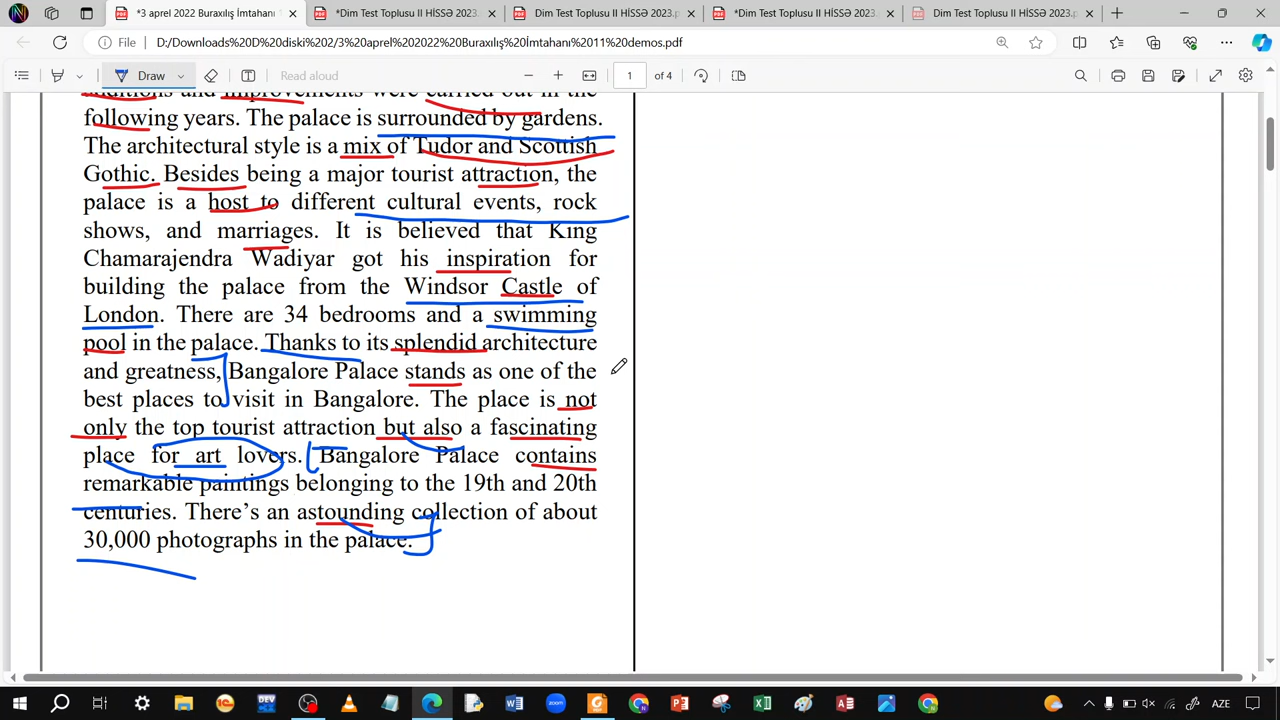 *3 aprel 2022 Buraxılış İmtahanı
*Dim Test Toplusu II HİSSƏ 2023.
Dim Test Toplusu II HİSSƏ 2023.p
*Dim Test Toplusu II HİSSƏ 2023.
Dim Test Toplusu II HİSSƏ 2023.p
File
D:/Downloads%20D%20diski%202/3%20aprel%202022%20Buraxılış%20İmtahanı%2011%20demos.pdf
Draw
Read aloud
1
of 4
additions and improvements were carried out in the
following years. The palace is surrounded by gardens.
The architectural style is a mix of Tudor and Scottish
Gothic. Besides being a major tourist attraction, the
palace is a host to different cultural events, rock
shows, and marriages. It is believed that King
Chamarajendra Wadiyar got his inspiration for
building the palace from the Windsor Castle of
London. There are 34 bedrooms and a swimming
pool in the palace. Thanks to its splendid architecture
and greatness, Bangalore Palace stands as one of the
best places to visit in Bangalore. The place is not
only the top tourist attraction but also a fascinating
place for art lovers. Bangalore Palace contains
remarkable paintings belonging to the 19th and 20th
centuries. There's an astounding collection of about
30,000 photographs in the palace.
AZE